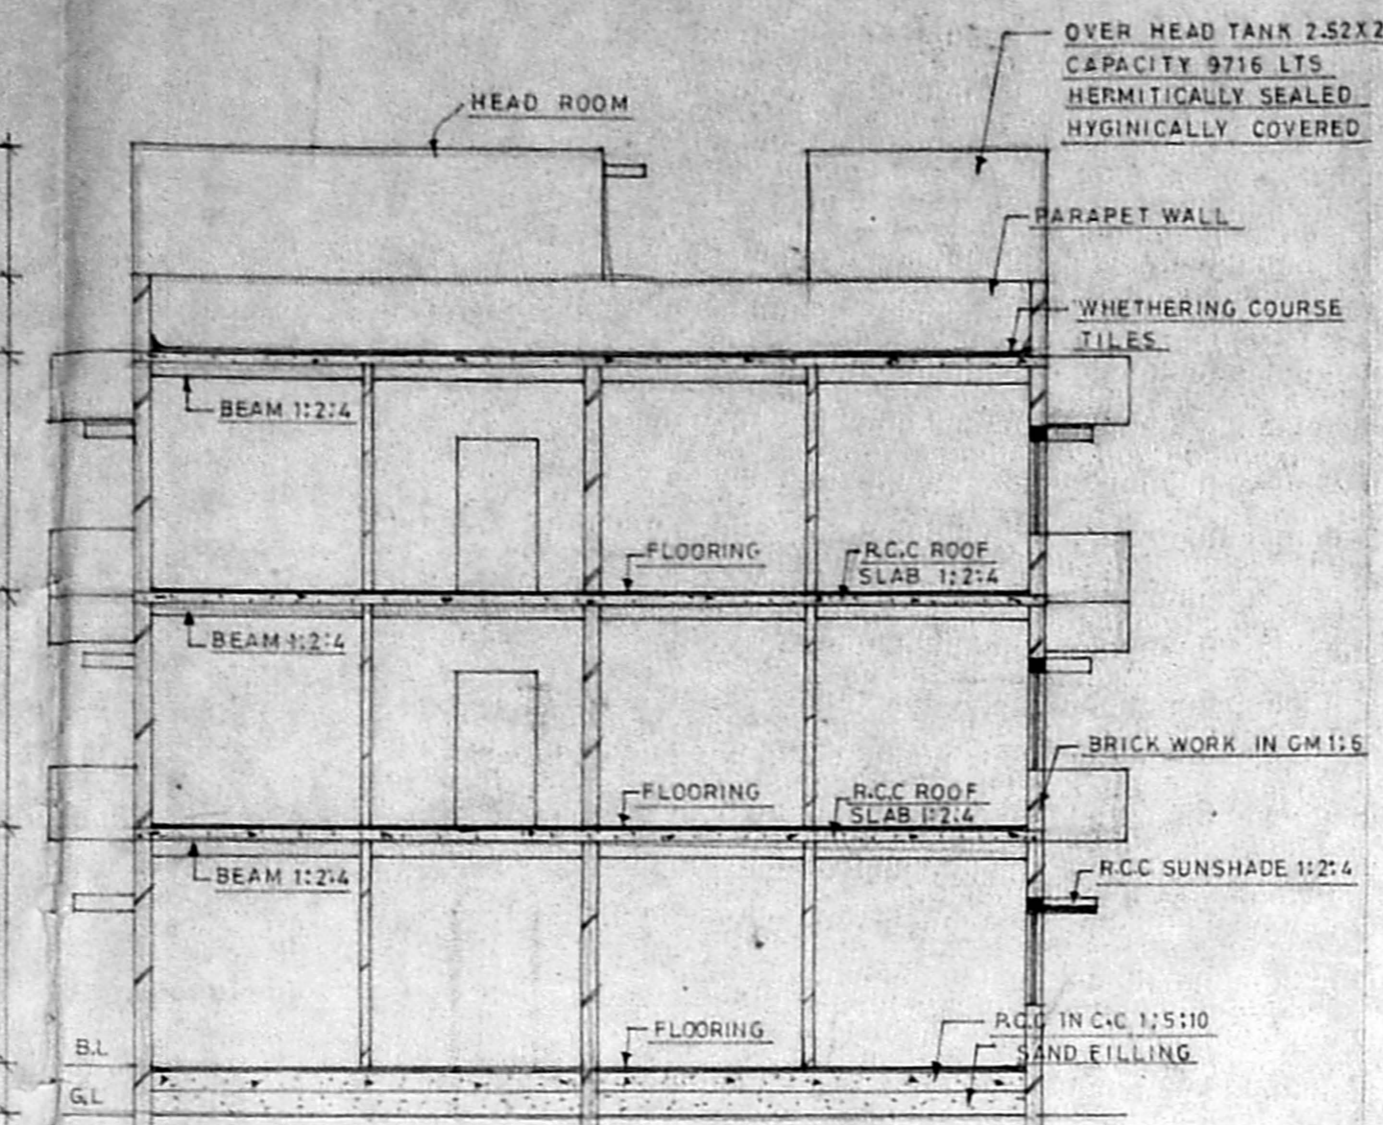 OVER HEAD TANK 2.52X2
CAPACITY 9716 LTS
HERMITICALLY SEALED
HYGINICALLY COVERED
HEAD ROOM
PARAPET WALL
WHETHERING COURSE
TILES
BEAM 1:2:4
FLOORING
R.C.C ROOF
SLAB 1:2:4
BEAM 1:2:4
BRICK WORK IN CM 1:6
FLOORING
R.C.C ROOF
SLAB 1:2:4
BEAM 1:2:4
R.C.C SUNSHADE 1:2:4
FLOORING
P.C.C IN C.C 1:5:10
SAND FILLING
B.L
G.L